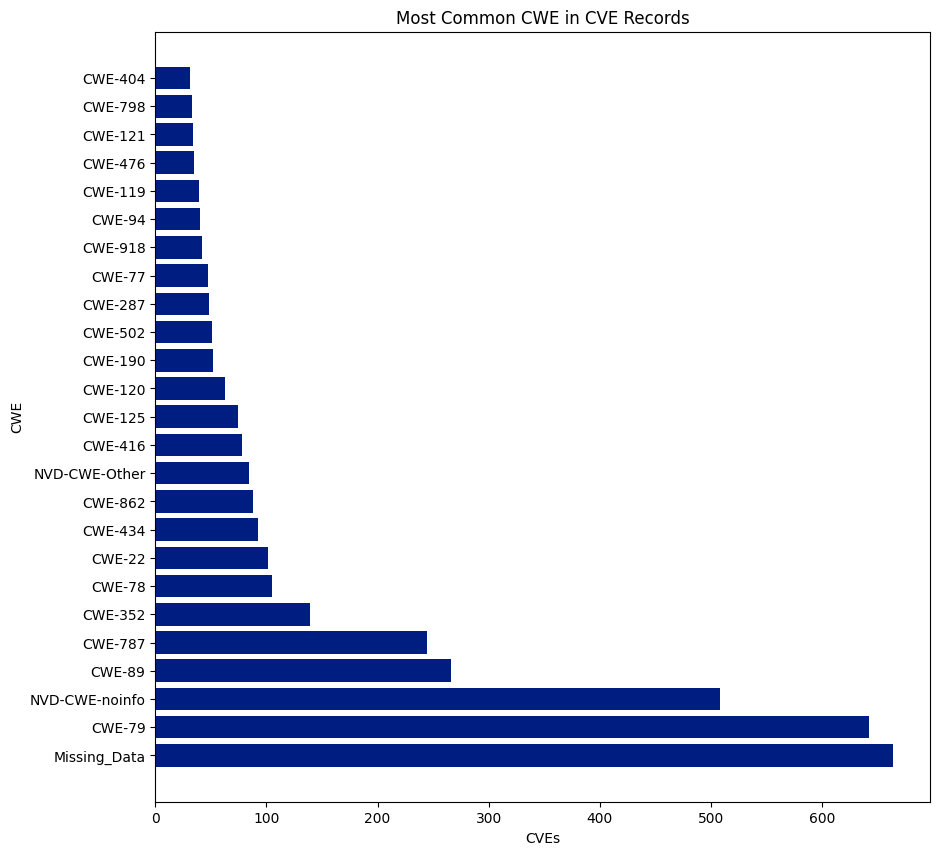 Most Common CWE in CVE Records
CWE-404
CWE-798
CWE-121
CWE-476
CWE-119
CWE-94
CWE-918
CWE-77
CWE-287
CWE-502
CWE-190
CWE-120
CWE-125
CWE-416
NVD-CWE-Other
CWE-862
CWE-434
CWE-22
CWE-78
CWE-352
CWE-787
CWE-89
NVD-CWE-noinfo
CWE-79
Missing_Data
CWE
0 100 200 300 400 500 600
CVEs